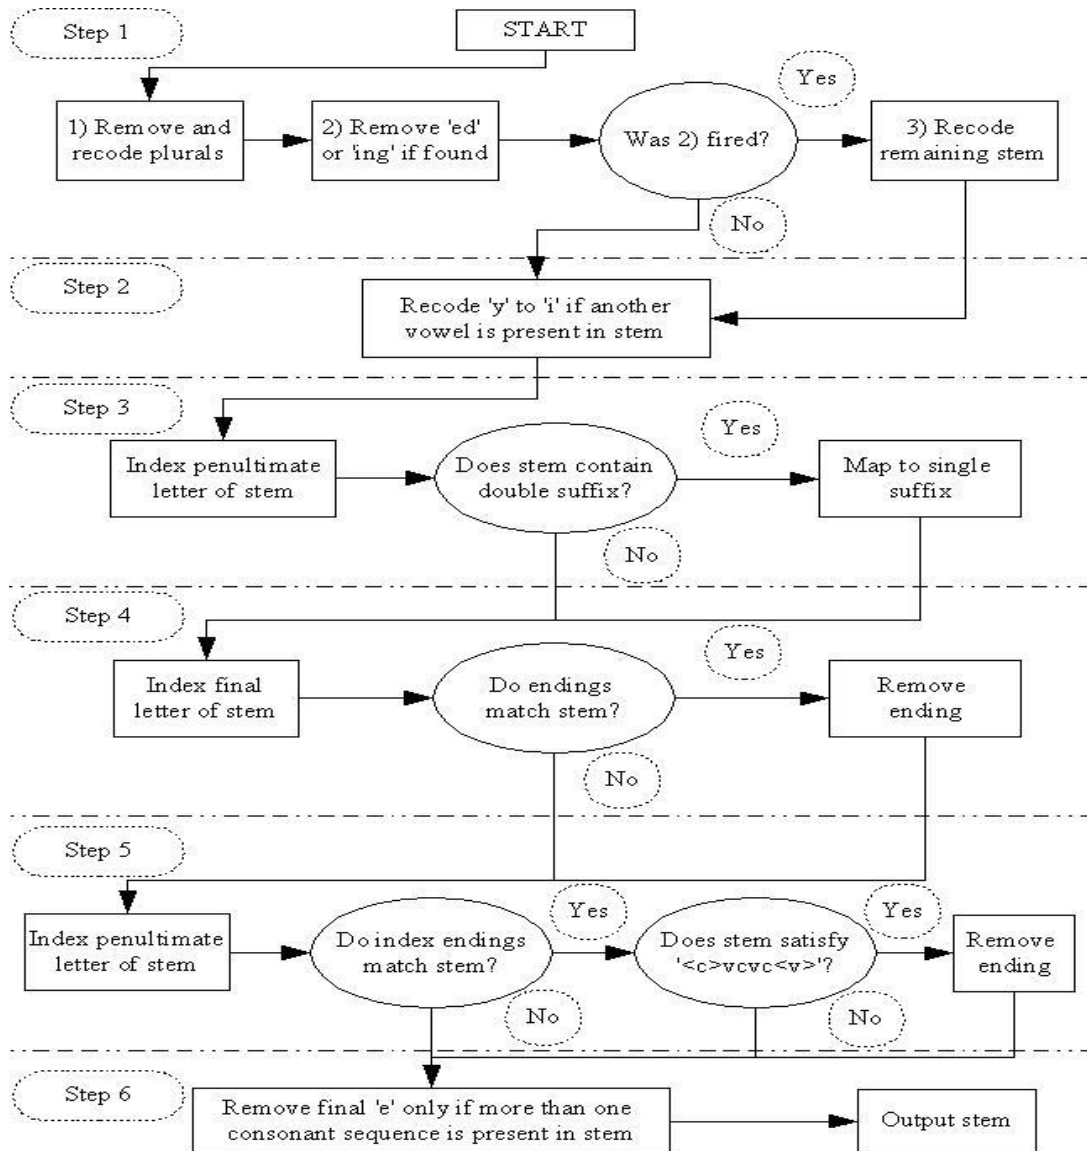 Step 1
START
Yes
1) Remove and
recode plurals
2) Remove 'ed'
or 'ing' if found
Was 2) fired?
3) Recode
remaining stem
No
Step 2
Recode 'y' to 'i' if another
vowel is present in stem
Step 3
Yes
Index penultimate
letter of stem
Does stem contain
double suffix?
Map to single
suffix
No
Step 4
Yes
Index final
letter of stem
Do endings
match stem?
Remove
ending
No
Step 5
Yes
Yes
Index penultimate
letter of stem
Do index endings
match stem?
Does stem satisfy
'<c>vcvc<v>'?
Remove
ending
No
No
Step 6
Remove final 'e' only if more than one
consonant sequence is present in stem
Output stem